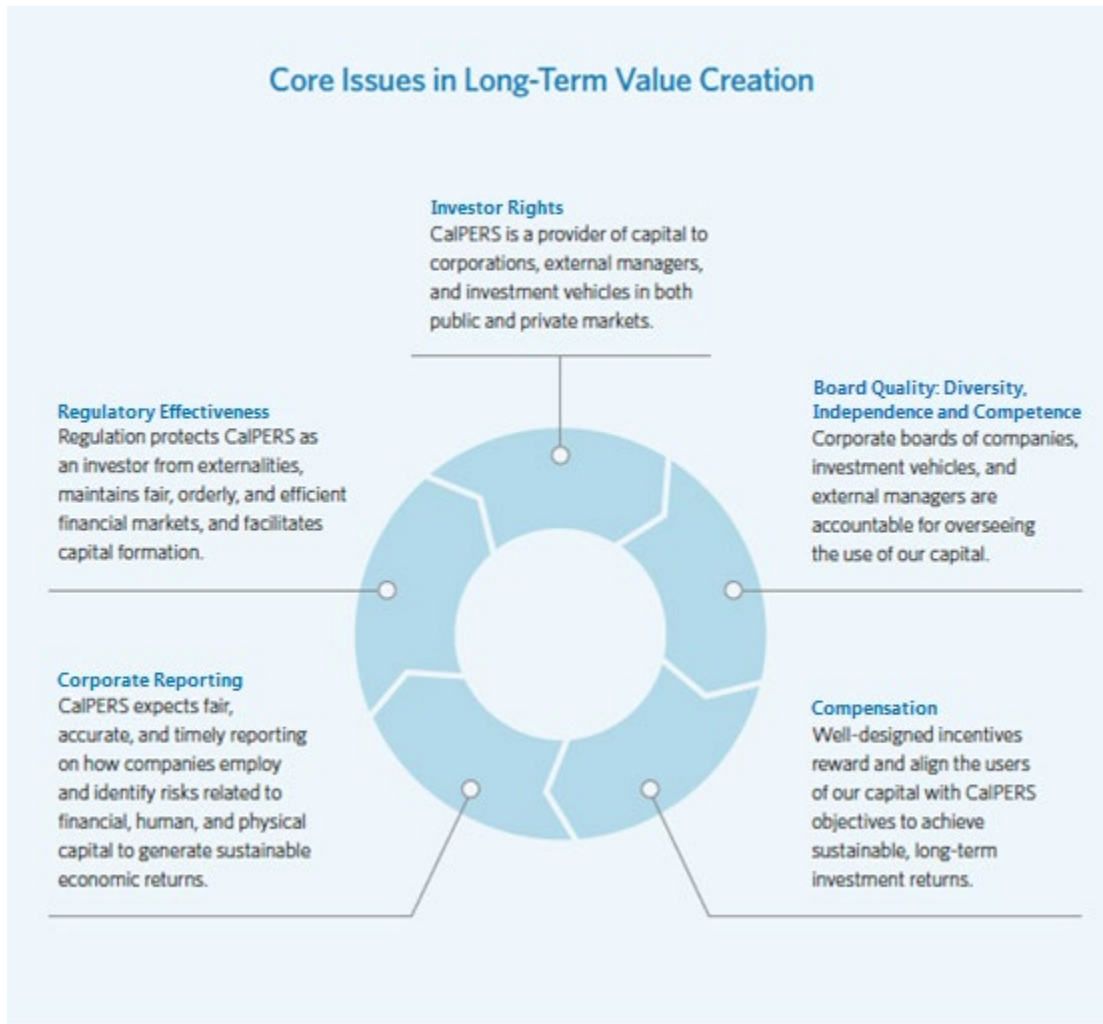 Core Issues in Long-Term Value Creation
Investor Rights
CalPERS is a provider of capital to
corporations, external managers,
and investment vehicles in both
public and private markets.
Board Quality: Diversity,
Independence and Competence
Corporate boards of companies,
investment vehicles, and
external managers are
accountable for overseeing
the use of our capital.
Compensation
Well-designed incentives
reward and align the users
of our capital with CalPERS
objectives to achieve
sustainable, long-term
investment returns.
Corporate Reporting
CalPERS expects fair,
accurate, and timely reporting
on how companies employ
and identify risks related to
financial, human, and physical
capital to generate sustainable
economic returns.
Regulatory Effectiveness
Regulation protects CalPERS as
an investor from externalities,
maintains fair, orderly, and efficient
financial markets, and facilitates
capital formation.